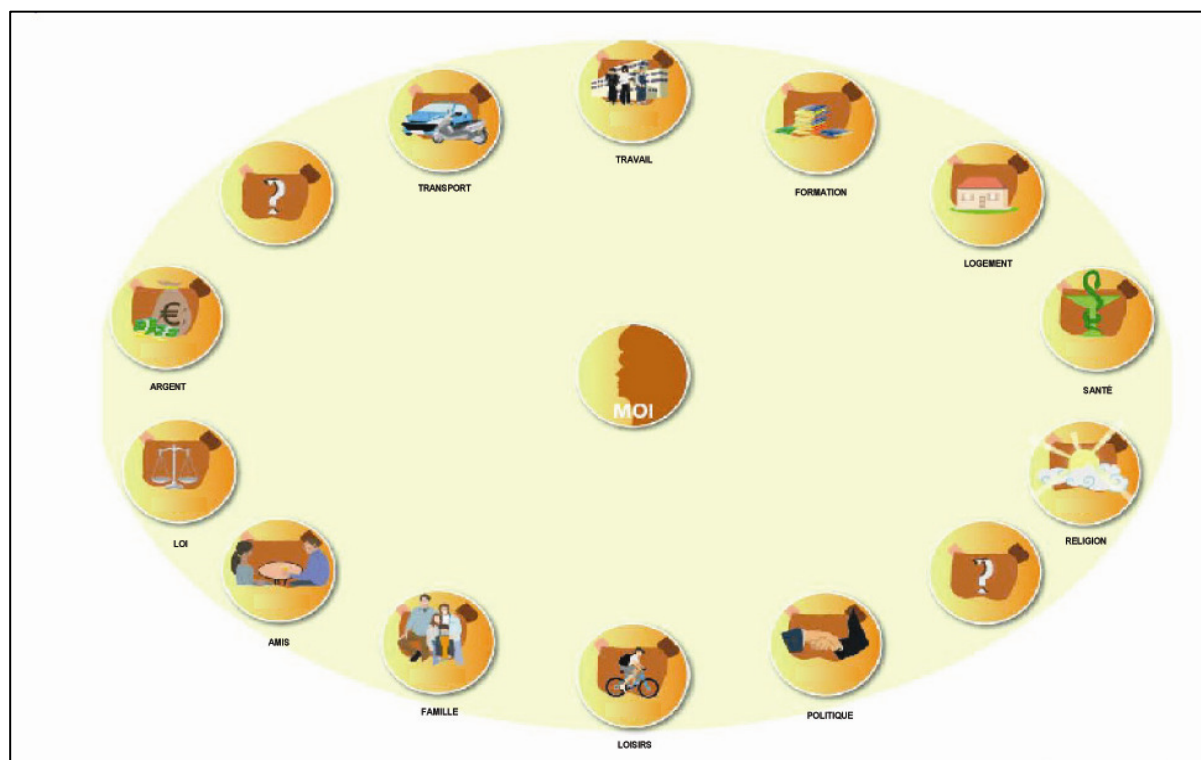 TRAVAIL
TRANSPORT
FORMATION
?
LOGEMENT
€
ARGENT
SANTÉ
MOI
LOI
RELIGION
?
AMIS
FAMILLE
POLITIQUE
LOISIRS